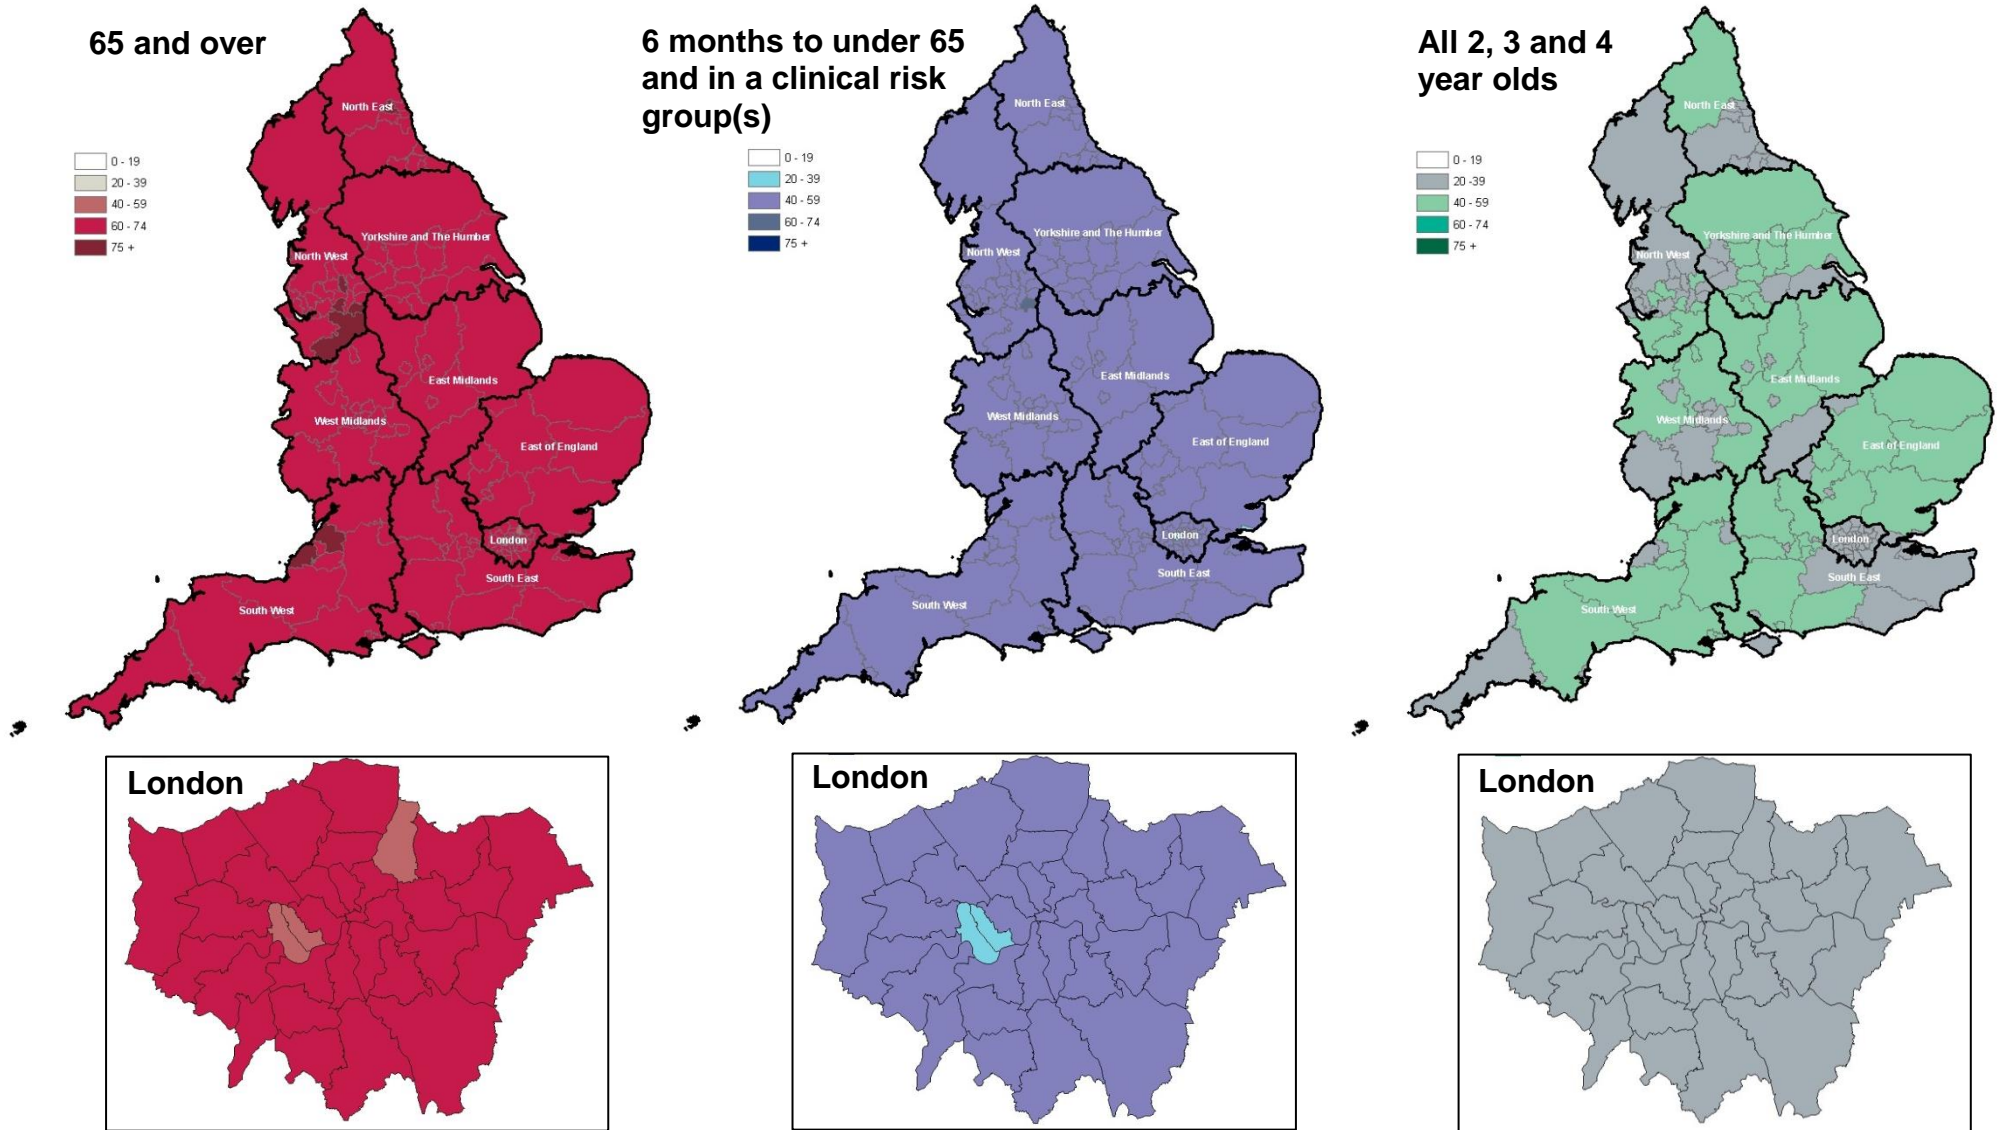 65 and over
0 - 19
20 - 39
40 - 59
60 - 74
75 +
North East
Yorkshire and The Humber
North West
East Midlands
West Midlands
East of England
London
South East
South West
London
6 months to under 65
and in a clinical risk
group(s)
0 - 19
20 - 39
40 - 59
60 - 74
75 +
North East
Yorkshire and The Humber
North West
East Midlands
West Midlands
East of England
London
South East
South West
London
All 2, 3 and 4
year olds
0 - 19
20 -39
40 - 59
60 - 74
75 +
North East
Yorkshire and The Humber
North West
East Midlands
West Midlands
East of England
London
South East
South West
London